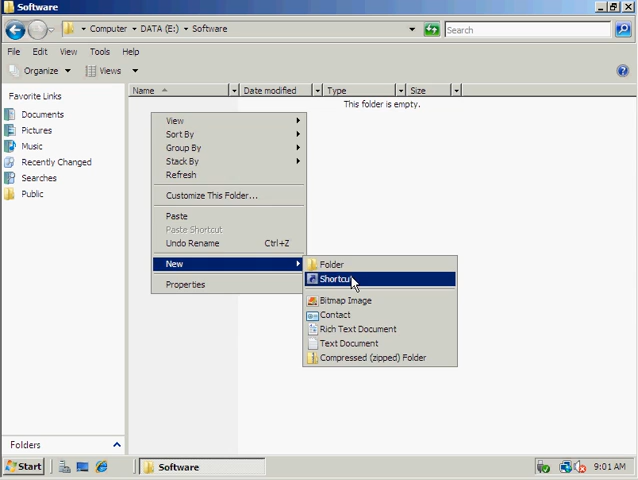 Software
Computer DATA (E:) Software
Search
File Edit View Tools Help
Organize Views
Favorite Links
Name Date modified Type Size
This folder is empty.
Documents
Pictures
Music
Recently Changed
Searches
Public
View
Sort By
Group By
Stack By
Refresh
Customize This Folder...
Paste
Paste Shortcut
Undo Rename Ctrl+Z
New
Properties
Folder
Shortcut
Bitmap Image
Contact
Rich Text Document
Text Document
Compressed (zipped) Folder
Folders
Start Software 9:01 AM